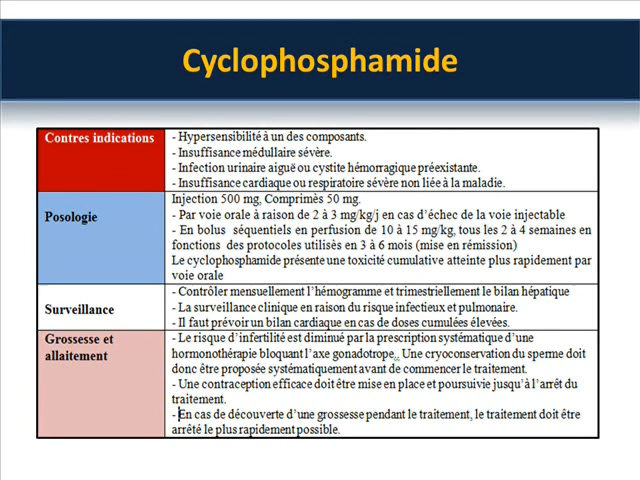 Cyclophosphamide
Contres indications
- Hypersensibilité à un des composants.
- Insuffisance médullaire sévère.
- Infection urinaire aiguë ou cystite hémorragique préexistante.
- Insuffisance cardiaque ou respiratoire sévère non liée à la maladie.
Posologie
Injection 500 mg, Comprimès 50 mg.
- Par voie orale à raison de 2 à 3 mg/kg/j en cas d’échec de la voie injectable
- En bolus séquentiels en perfusion de 10 à 15 mg/kg, tous les 2 à 4 semaines en
fonctions des protocoles utilisès en 3 à 6 mois (mise en rémission)
Le cyclophosphamide présente une toxicité cumulative atteinte plus rapidement par
voie orale
Surveillance
- Contrôler mensuellement l’hémogramme et trimestriellement le bilan hépatique
- La surveillance clinique en raison du risque infectieux et pulmonaire.
- Il faut prévoir un bilan cardiaque en cas de doses cumulées élevées.
Grossesse et
allaitement
- Le risque d’infertilité est diminué par la prescription systématique d’une
hormonothérapie bloquant l’axe gonadotrope,. Une cryoconservation du sperme doit
donc être proposée systématiquement avant de commencer le traitement.
- Une contraception efficace doit être mise en place et poursuivie jusqu’à l’arrêt du
traitement.
- En cas de découverte d’une grossesse pendant le traitement, le traitement doit être
arrêté le plus rapidement possible.